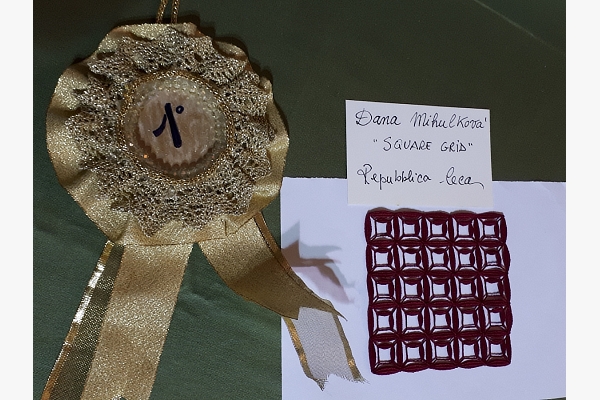 1°
Dana Mihulková
"SQUARE GRID"
Repubblica Ceca